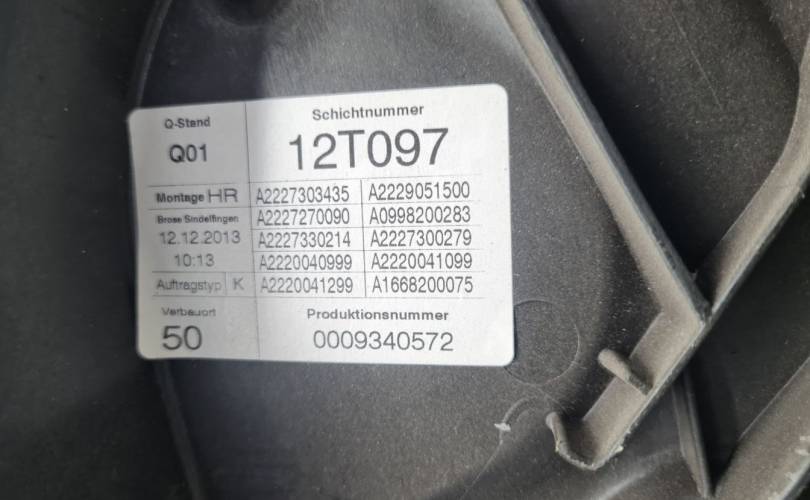 Q-Stand
Q01
Schichtnummer
12T097
Montage HR
A2227303435 A2229051500
Brose Sindelfingen
A2227270090 A0998200283
12.12.2013
A2227330214 A2227300279
10:13
A2220040999 A2220041099
Auftragstyp K
A2220041299 A1668200075
Verbauort
50
Produktionsnummer
0009340572